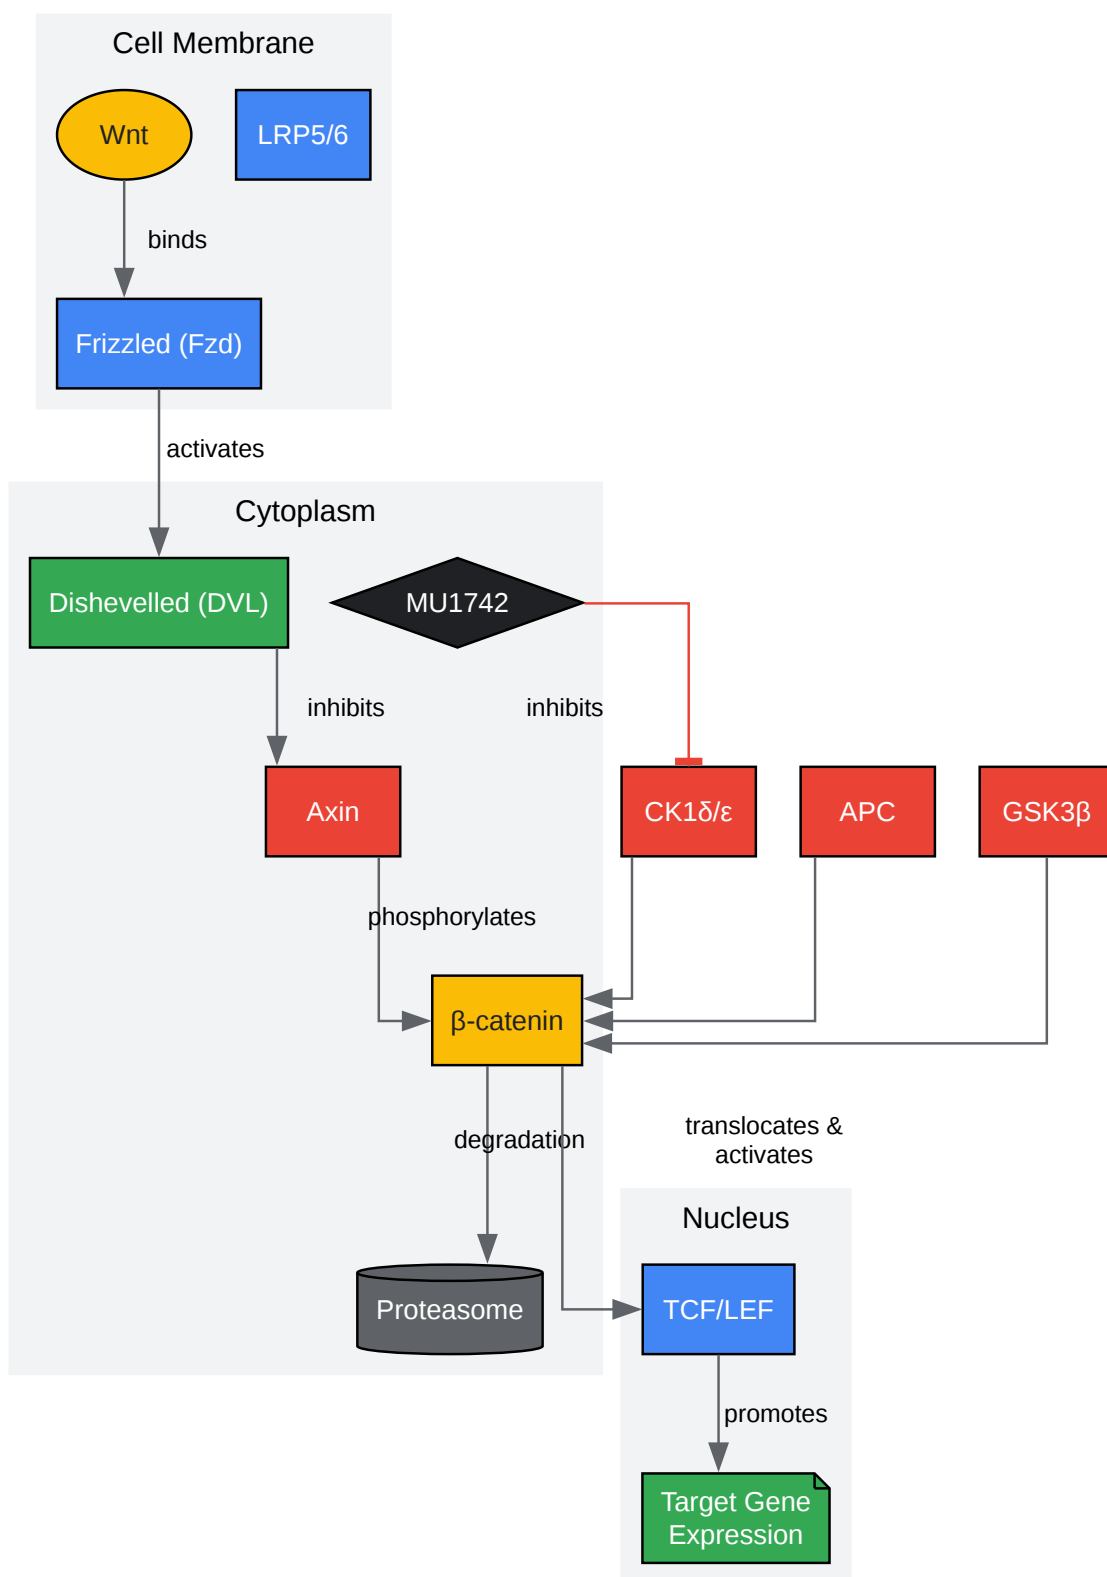 Cell Membrane
Wnt
LRP5/6
binds
Frizzled (Fzd)
activates
Cytoplasm
Dishevelled (DVL)
MU1742
inhibits
inhibits
Axin
CK1δ/ε
APC
GSK3β
phosphorylates
β-catenin
degradation
translocates &
activates
Nucleus
Proteasome
TCF/LEF
promotes
Target Gene
Expression